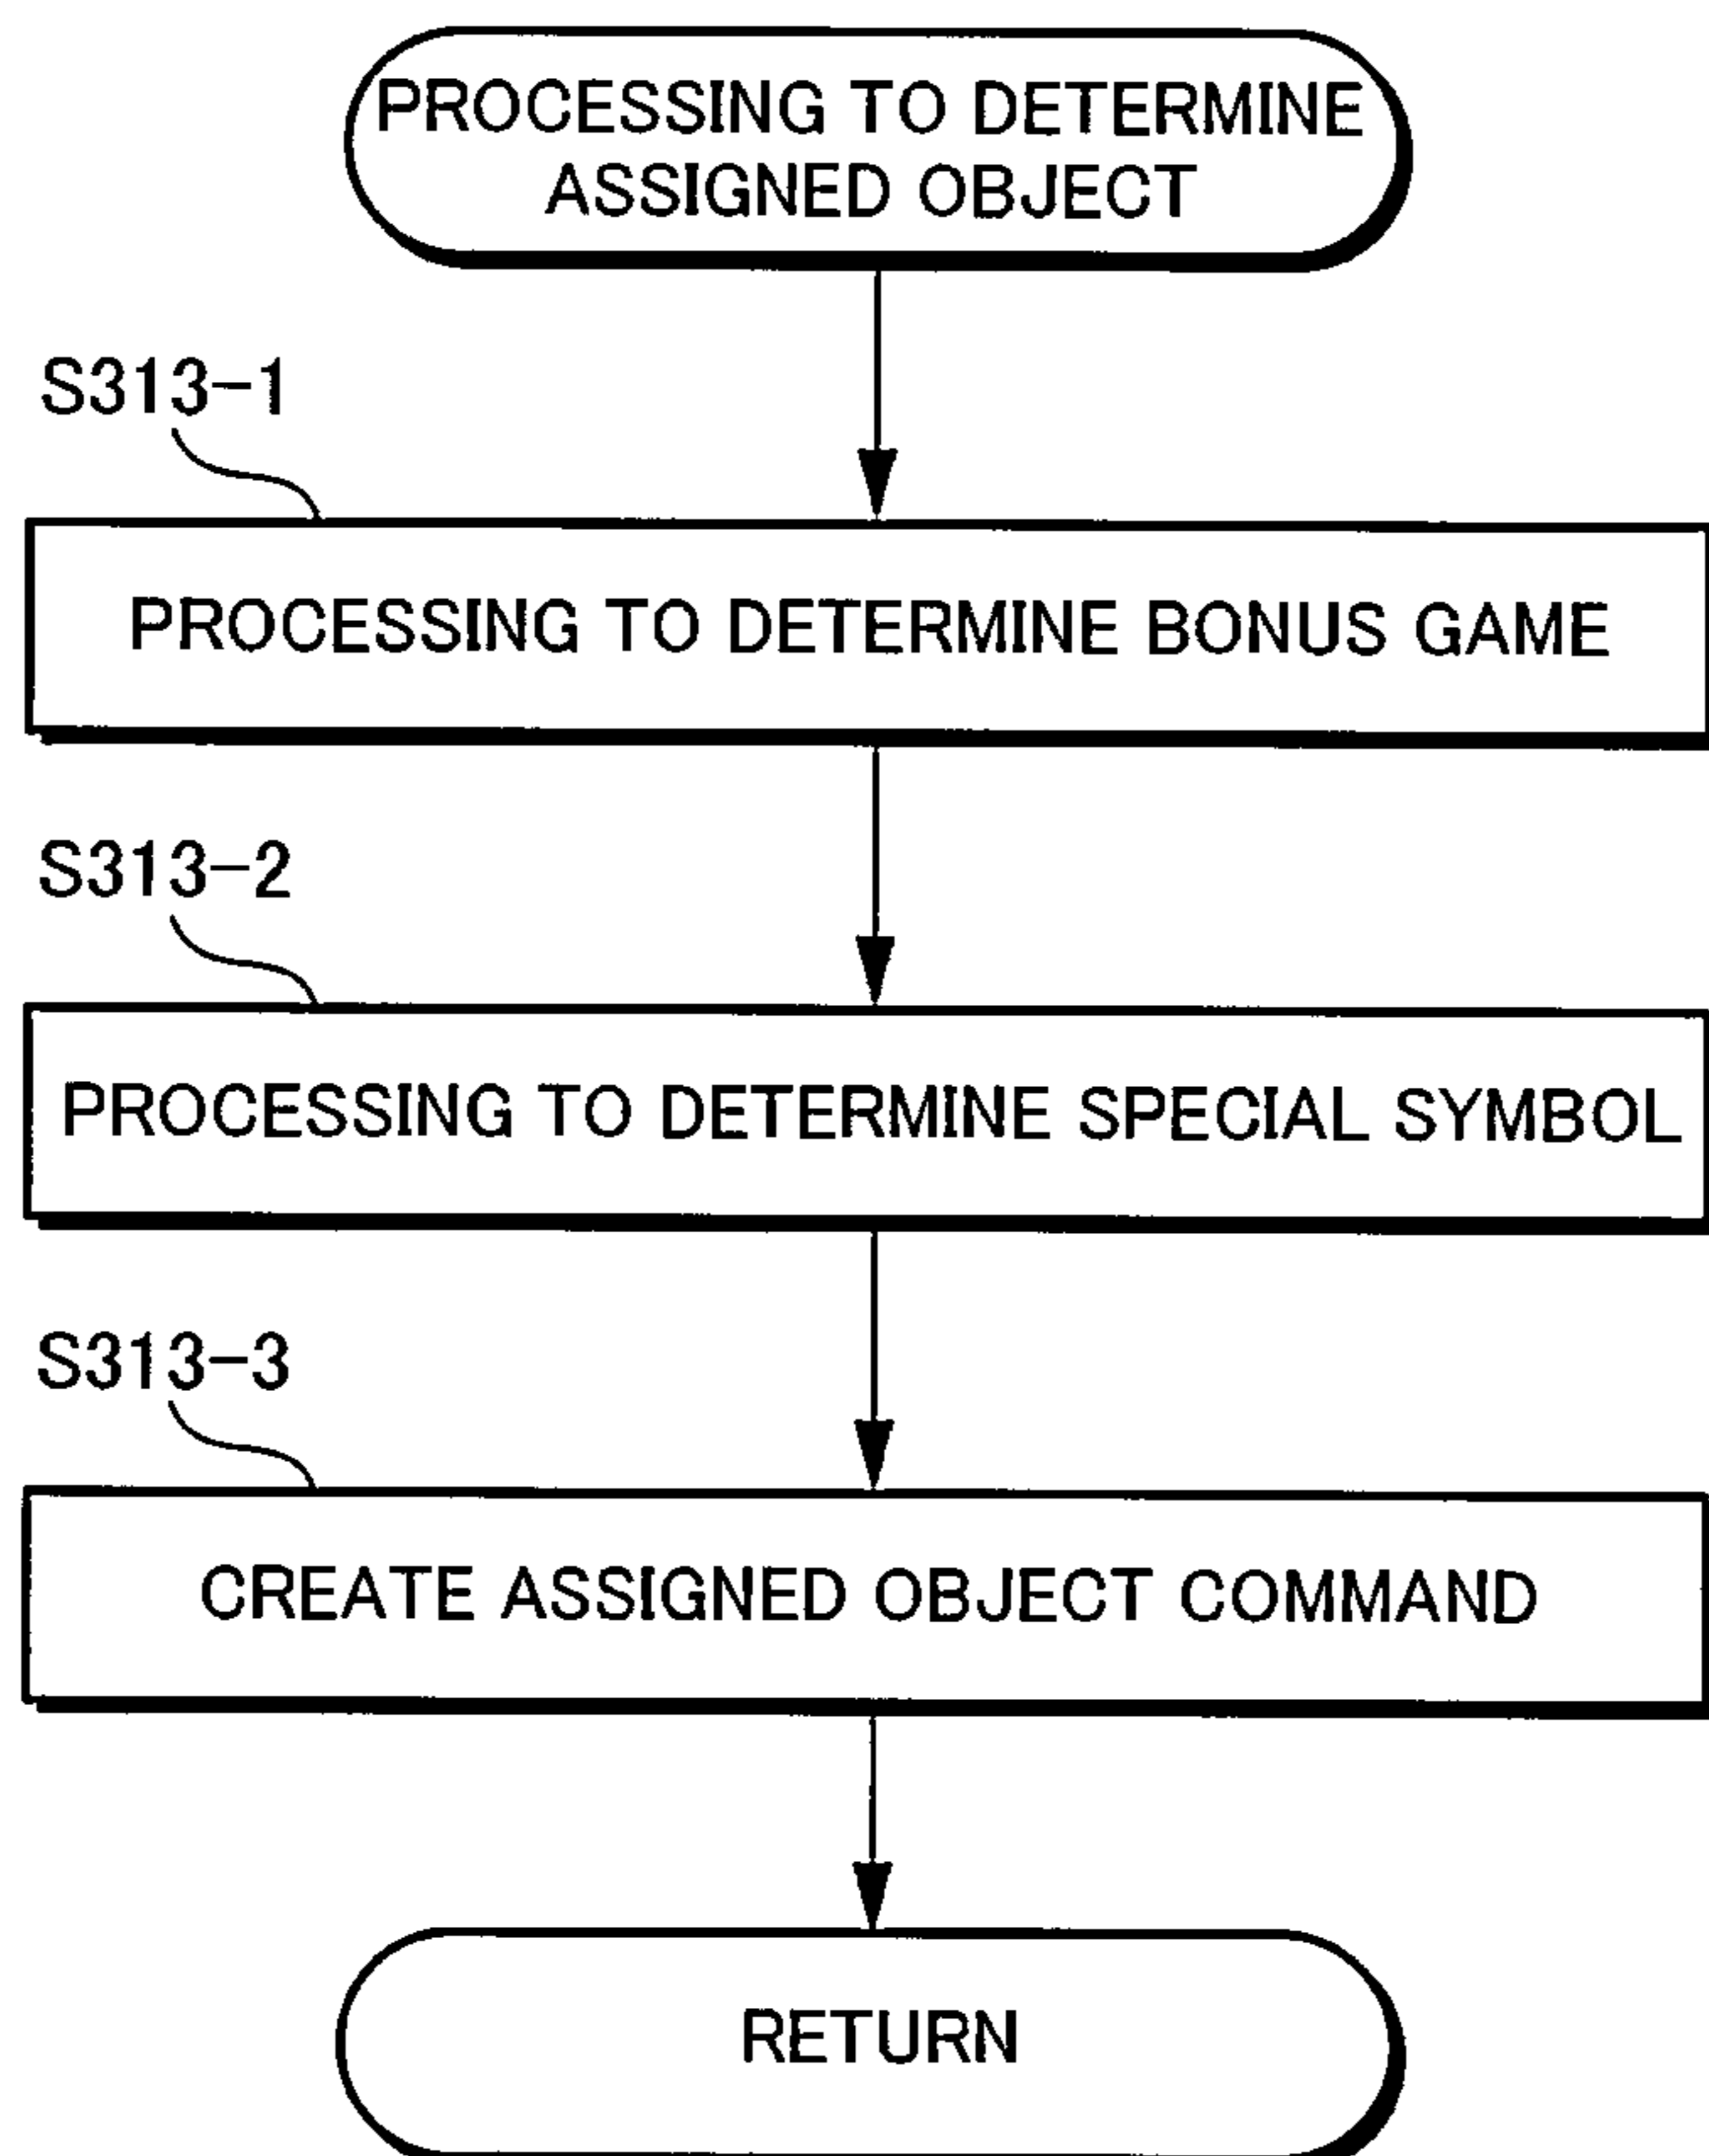 PROCESSING TO DETERMINE
ASSIGNED OBJECT
S313-1
PROCESSING TO DETERMINE BONUS GAME
S313-2
PROCESSING TO DETERMINE SPECIAL SYMBOL
S313-3
CREATE ASSIGNED OBJECT COMMAND
RETURN